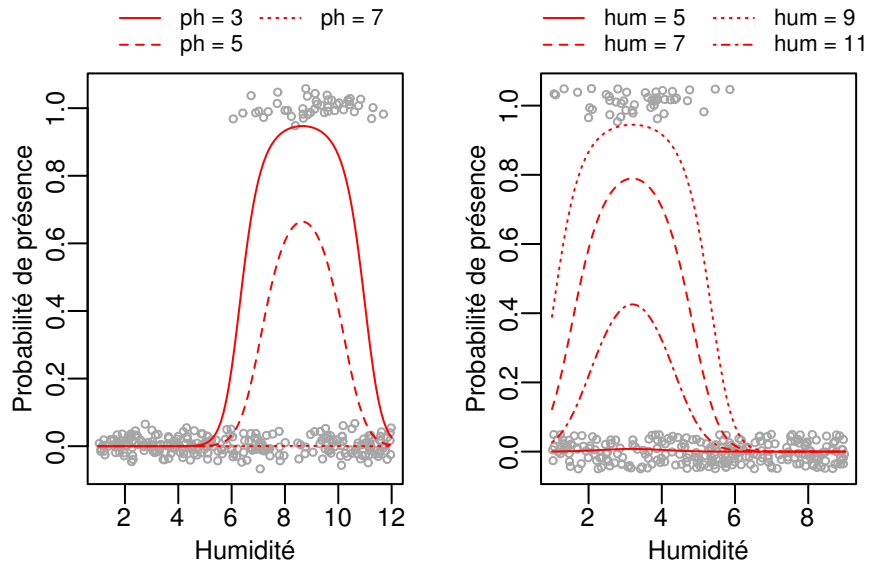 ph = 3
ph = 5
ph = 7
Probabilité de présence
0.0 0.2 0.4 0.6 0.8 1.0
2 4 6 8 10 12
Humidité
hum = 5
hum = 7
hum = 9
hum = 11
Probabilité de présence
0.0 0.2 0.4 0.6 0.8 1.0
2 4 6 8
Humidité